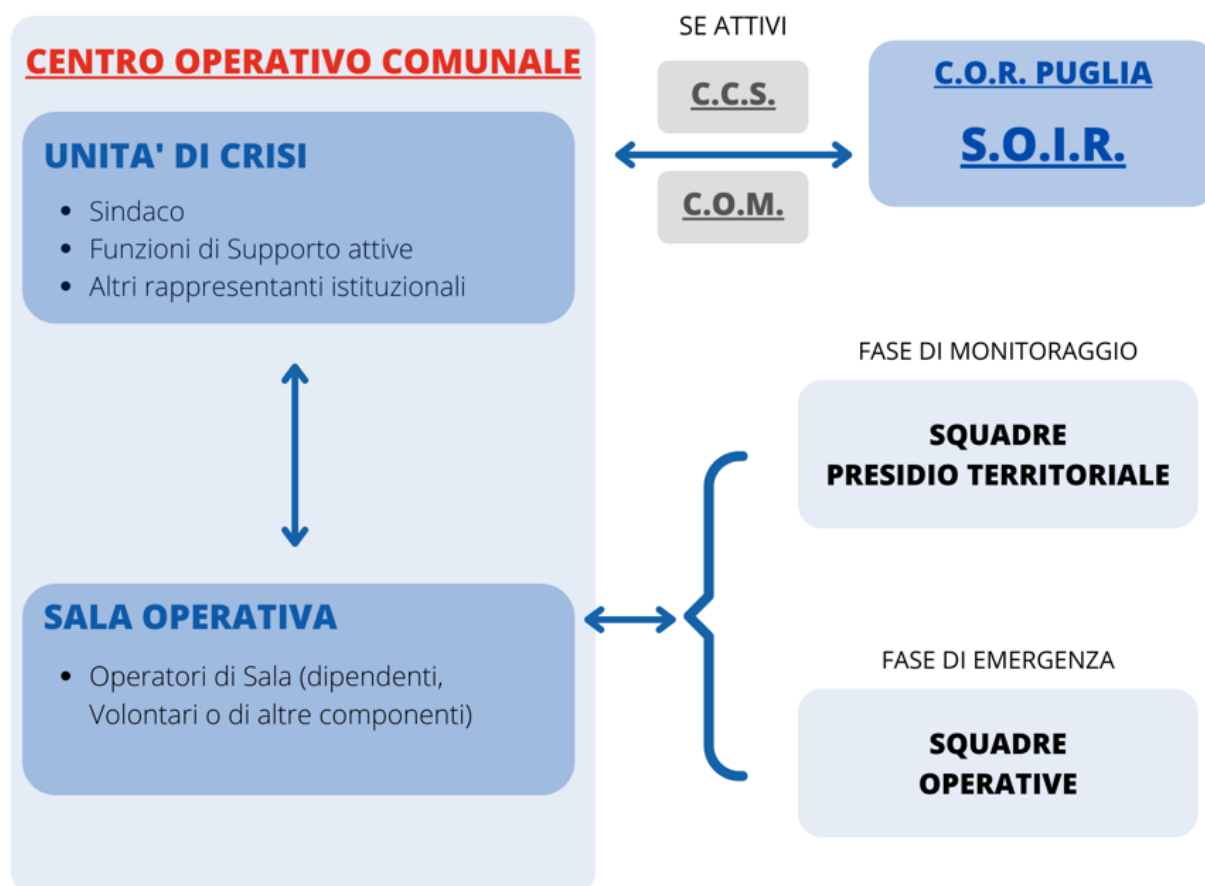 CENTRO OPERATIVO COMUNALE
UNITA' DI CRISI
• Sindaco
• Funzioni di Supporto attive
• Altri rappresentanti istituzionali
SALA OPERATIVA
• Operatori di Sala (dipendenti,
Volontari o di altre componenti)
SE ATTIVI
C.C.S.
C.O.M.
C.O.R. PUGLIA
S.O.I.R.
FASE DI MONITORAGGIO
SQUADRE
PRESIDIO TERRITORIALE
FASE DI EMERGENZA
SQUADRE
OPERATIVE